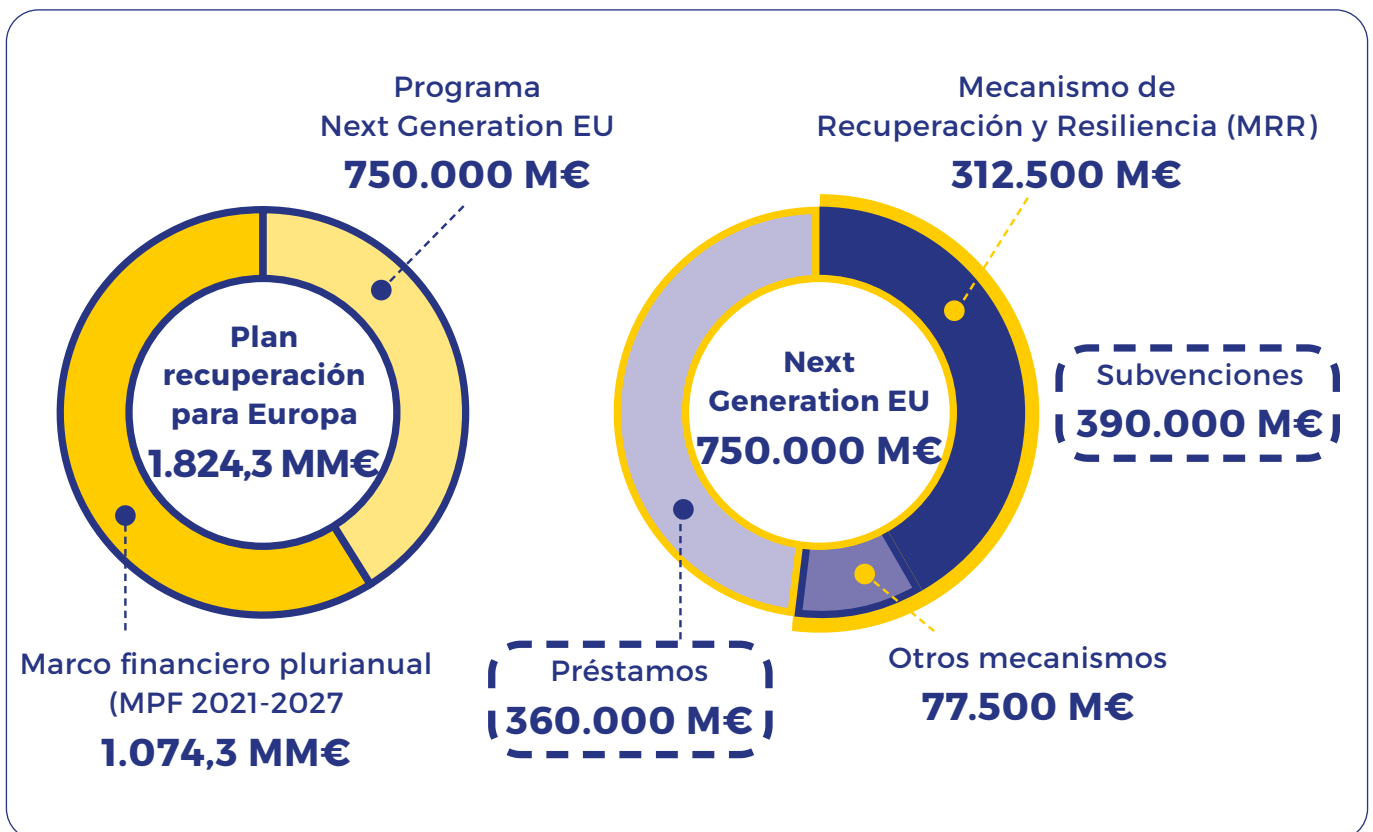 Programa
Next Generation EU
750.000 M€
Plan
recuperación
para Europa
1.824,3 MM€
Marco financiero plurianual
(MPF 2021-2027
1.074,3 MM€
Mecanismo de
Recuperación y Resiliencia (MRR)
312.500 M€
Next
Generation EU
750.000 M€
Subvenciones
390.000 M€
Préstamos
360.000 M€
Otros mecanismos
77.500 M€